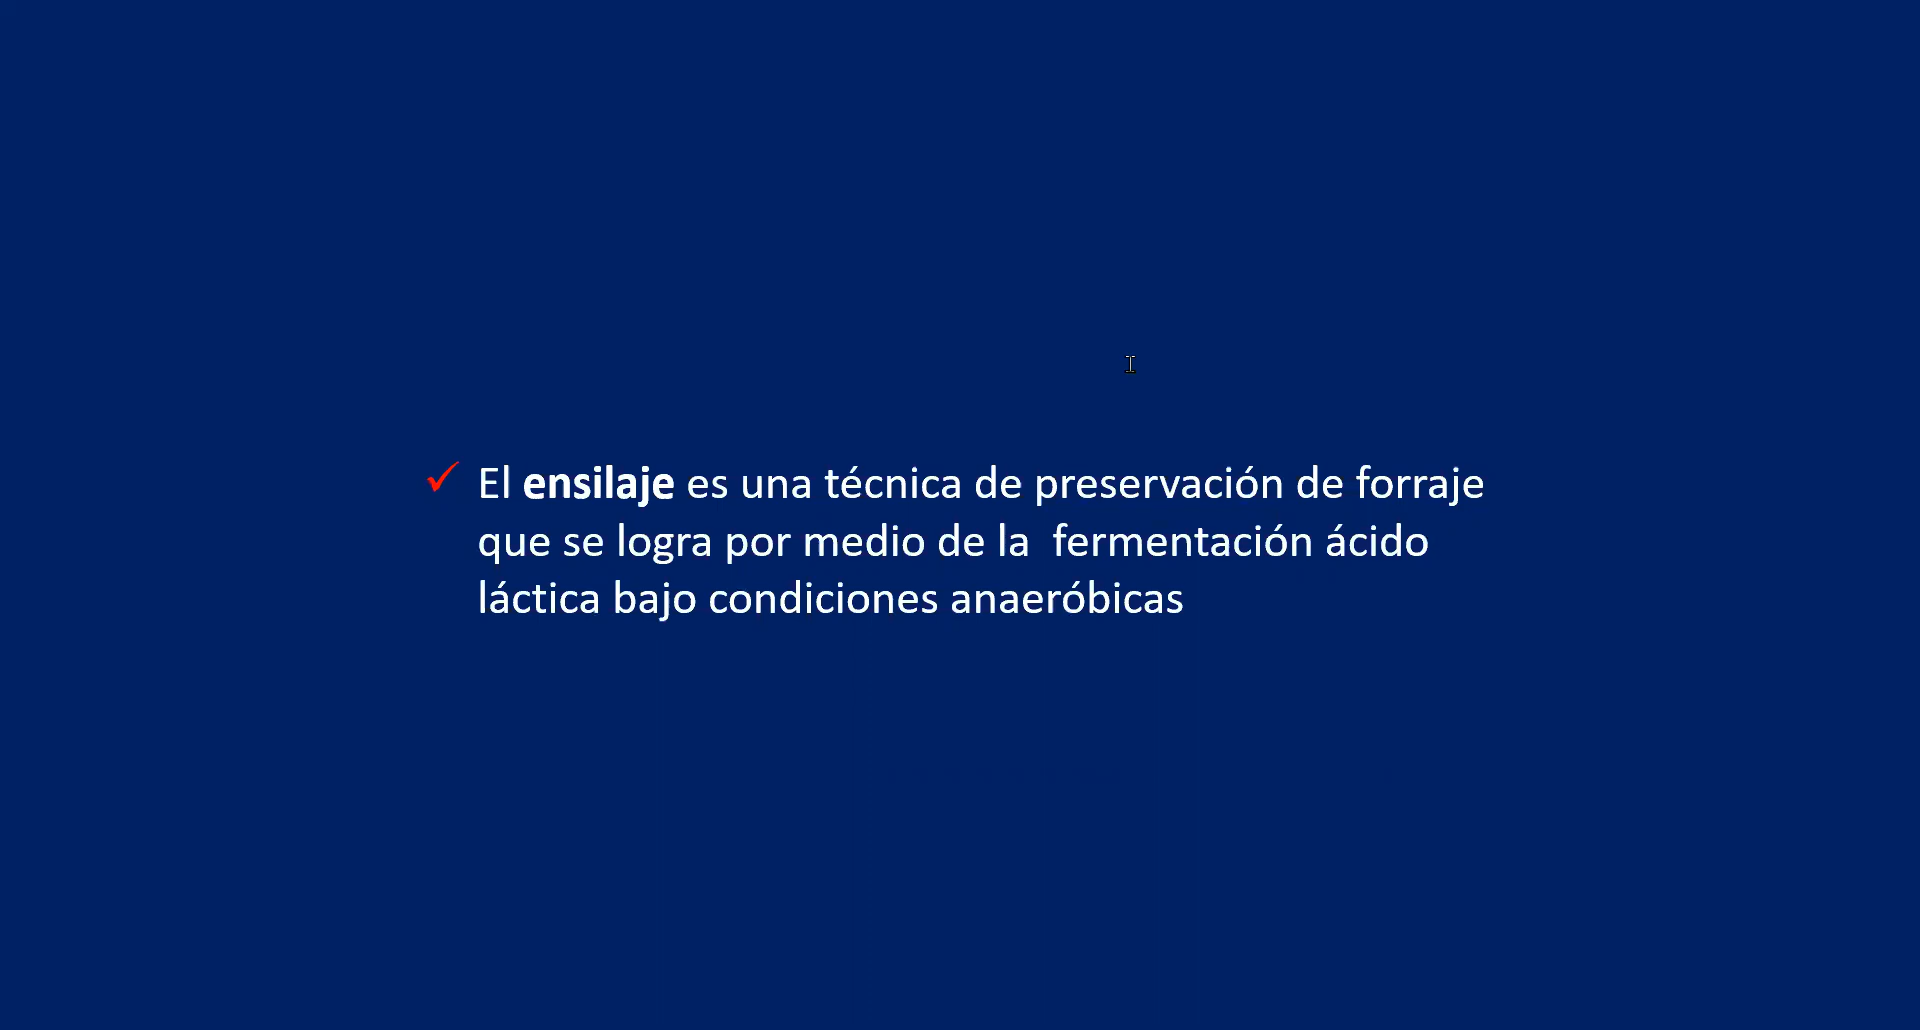 El ensilaje es una técnica de preservación de forraje
que se logra por medio de la  fermentación ácido
láctica bajo condiciones anaeróbicas